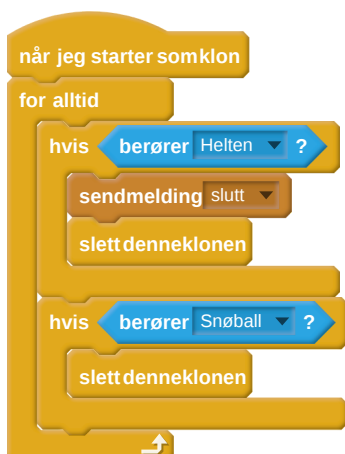 når jeg starter som klon
for alltid
hvis berører Helten ?
send melding slutt
slett denne klonen
hvis berører Snøball ?
slett denne klonen